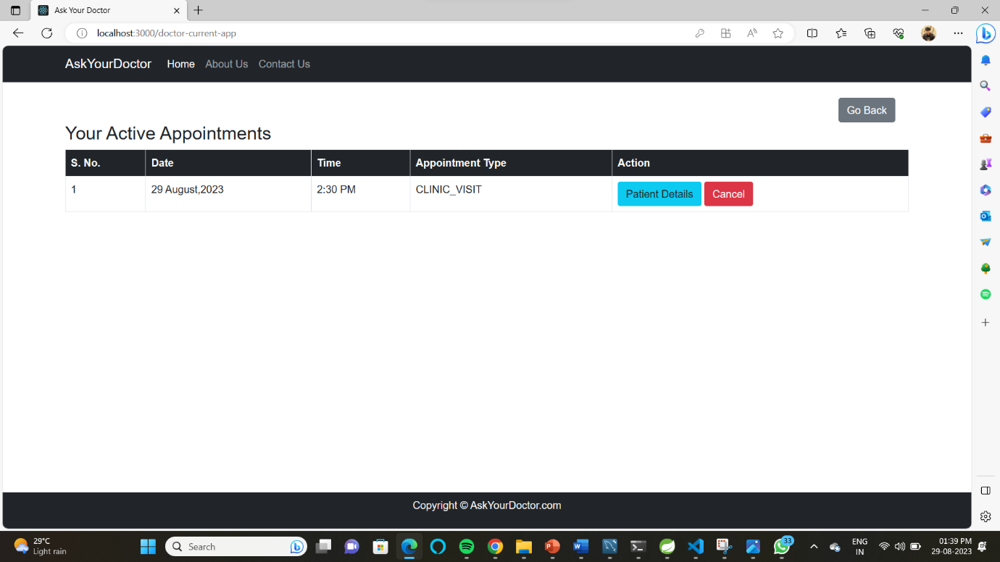 Ask Your Doctor
localhost:3000/doctor-current-app
AskYourDoctor Home About Us Contact Us
Go Back
Your Active Appointments
S. No. Date Time Appointment Type Action
1 29 August,2023 2:30 PM CLINIC_VISIT Patient Details Cancel
Copyright © AskYourDoctor.com
29°C
Light rain
Search
33
ENG
IN
01:39 PM
29-08-2023